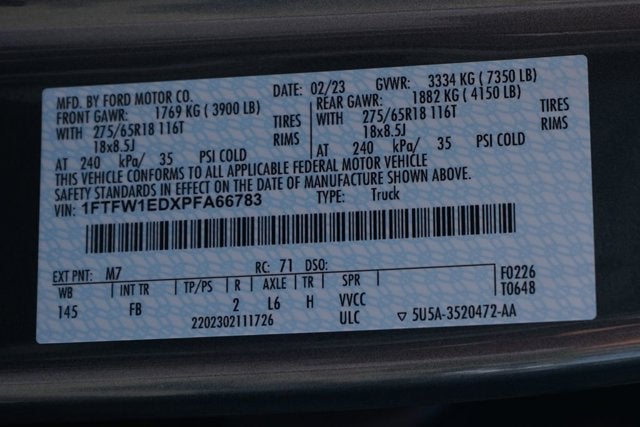 MFD. BY FORD MOTOR CO. DATE: 02/23 GVWR: 3334 KG ( 7350 LB)
FRONT GAWR: 1769 KG ( 3900 LB) REAR GAWR: 1882 KG ( 4150 LB)
WITH 275/65R18 116T TIRES WITH 275/65R18 116T TIRES
18x8.5J RIMS 18x8.5J RIMS
AT 240 kPa/ 35 PSI COLD AT 240 kPa/ 35 PSI COLD
THIS VEHICLE CONFORMS TO ALL APPLICABLE FEDERAL MOTOR VEHICLE
SAFETY STANDARDS IN EFFECT ON THE DATE OF MANUFACTURE SHOWN ABOVE.
VIN: 1FTFW1EDXPFA66783 TYPE: Truck
EXT PNT: M7 RC: 71 DSO:
WB INT TR TP/PS R AXLE TR SPR F0226
145 FB 2 L6 H VVCC T0648
2202302111726 ULC ▽ 5U5A-3520472-AA